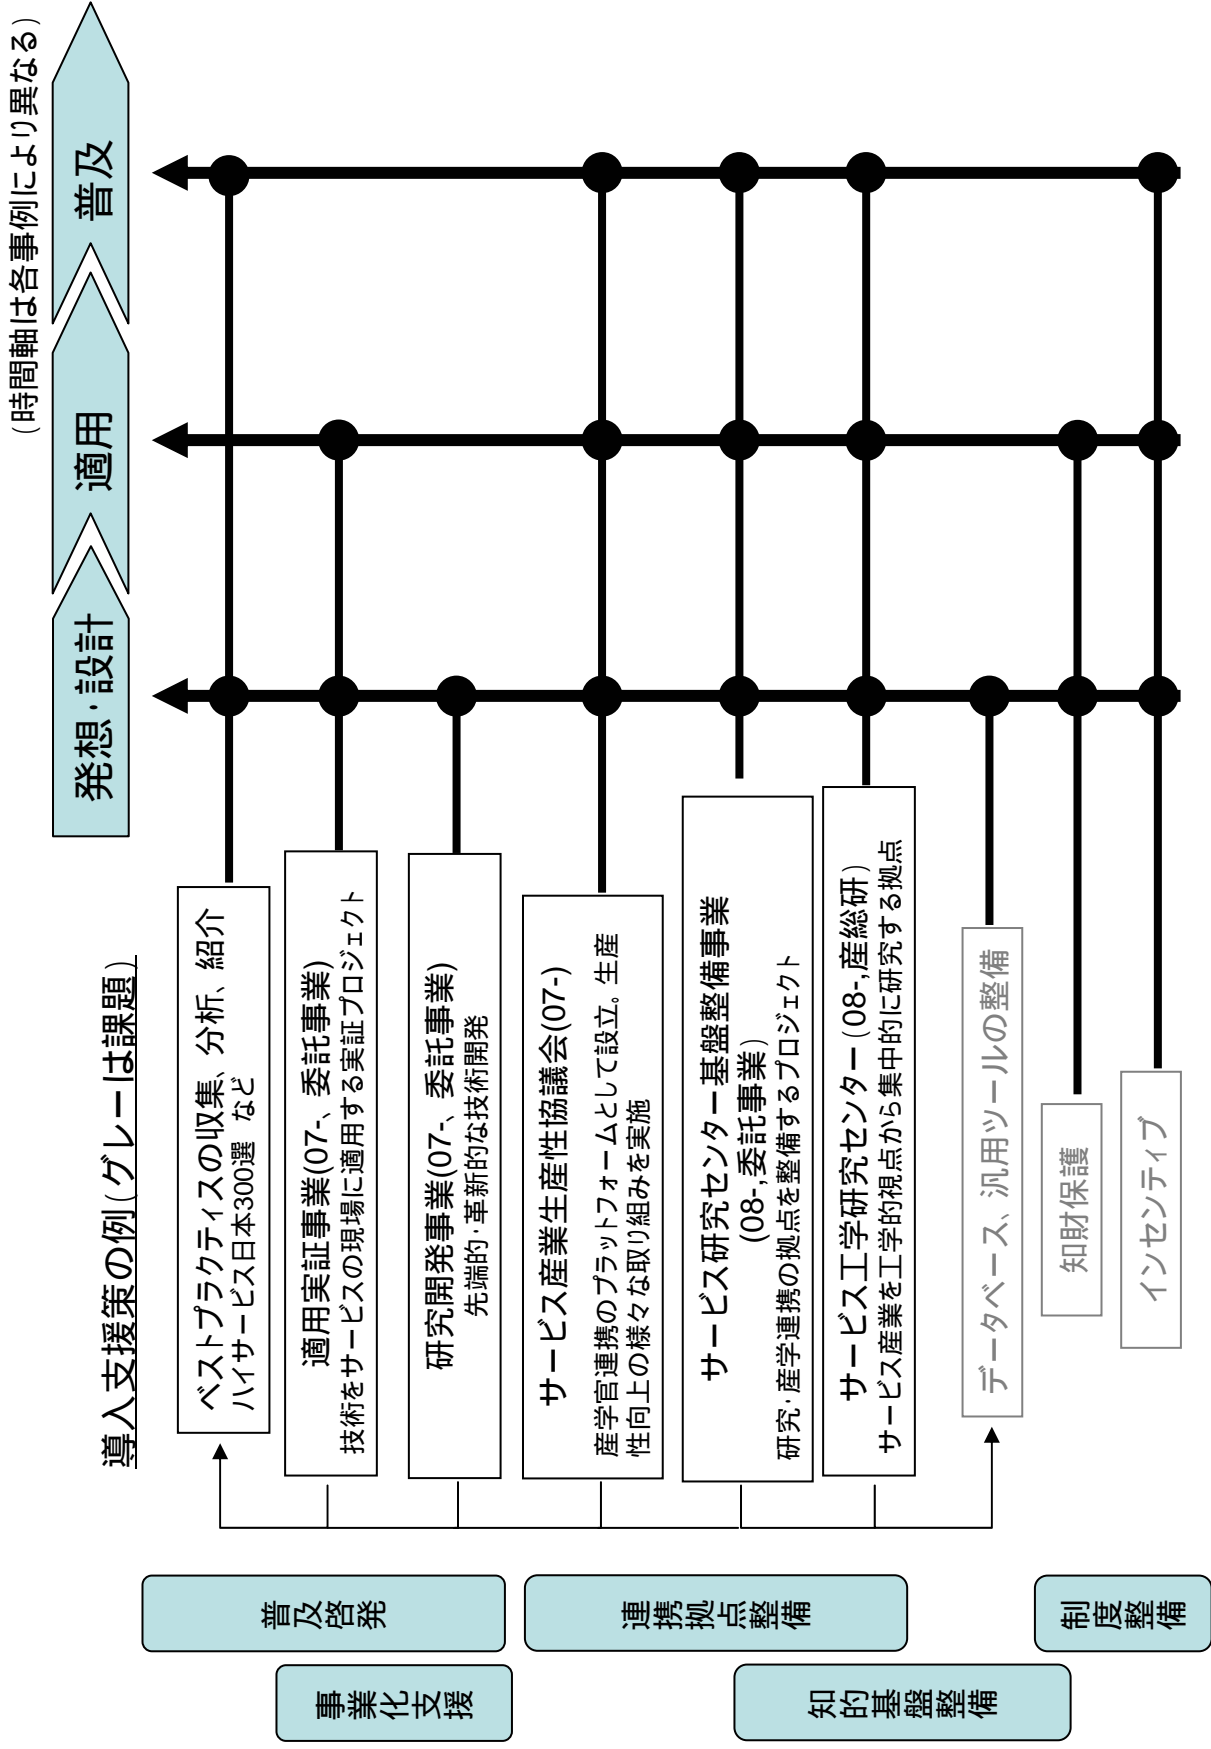 (時間軸は各事例により異なる)
発想・設計
適用
普及
導入支援策の例(グレーは課題)
ベストプラクティスの収集、分析、紹介
ハイサービス日本300選 など
適用実証事業(07-、委託事業)
技術をサービスの現場に適用する実証プロジェクト
研究開発事業(07-、委託事業)
先端的・革新的な技術開発
サービス産業生産性協議会(07-)
産学官連携のプラットフォームとして設立。生産
性向上の様々な取り組みを実施
サービス研究センター基盤整備事業
(08-,委託事業)
研究・産学連携の拠点を整備するプロジェクト
サービス工学研究センター(08-,産総研)
サービス産業を工学的視点から集中的に研究する拠点
データベース、汎用ツールの整備
知財保護
インセンティブ
普及啓発
事業化支援
連携拠点整備
知的基盤整備
制度整備